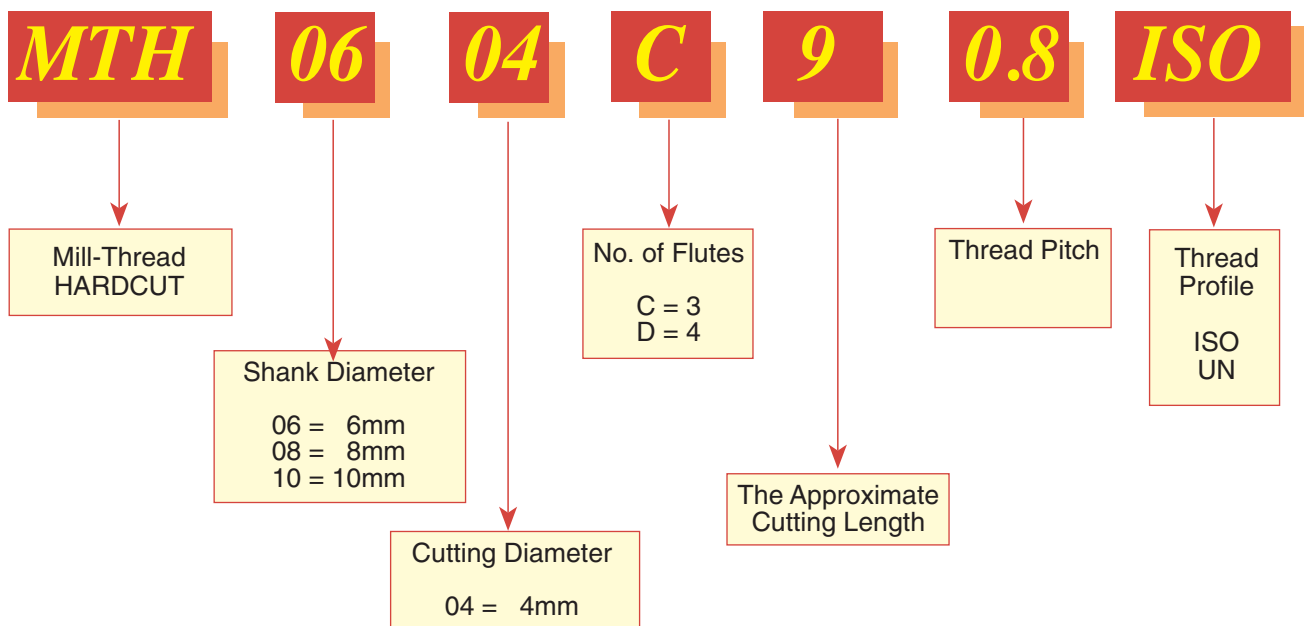 MTH 06 04 C 9 0.8 ISO
Mill-Thread
HARDCUT
Shank Diameter
06 = 6mm
08 = 8mm
10 = 10mm
Cutting Diameter
04 = 4mm
No. of Flutes
C = 3
D = 4
The Approximate
Cutting Length
Thread Pitch
Thread
Profile
ISO
UN